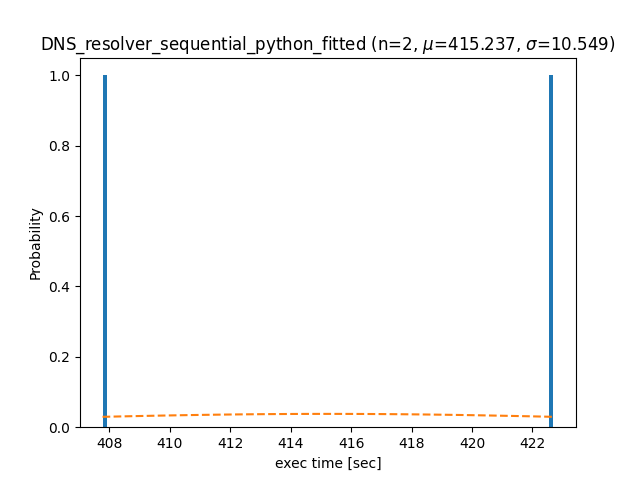 DNS_resolver_sequential_python_fitted (n=2, μ=415.237, σ=10.549)
1.0
0.8
0.6
0.4
0.2
0.0
Probability
408 410 412 414 416 418 420 422
exec time [sec]